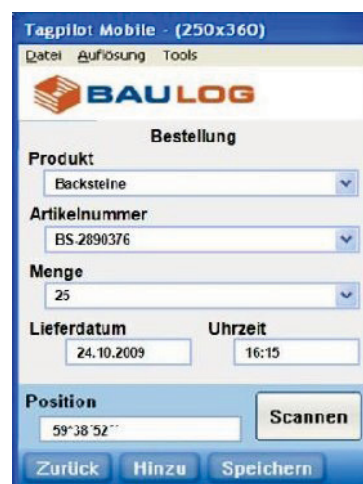 Tagpilot Mobile - (250x360)
Datei Auflösung Tools
BAULOG
Bestellung
Produkt
Backsteine
Artikelnummer
BS-2890376
Menge
25
Lieferdatum Uhrzeit
24.10.2009 16:15
Position
59°38'52''
Scannen
Zurück Hinzu Speichern